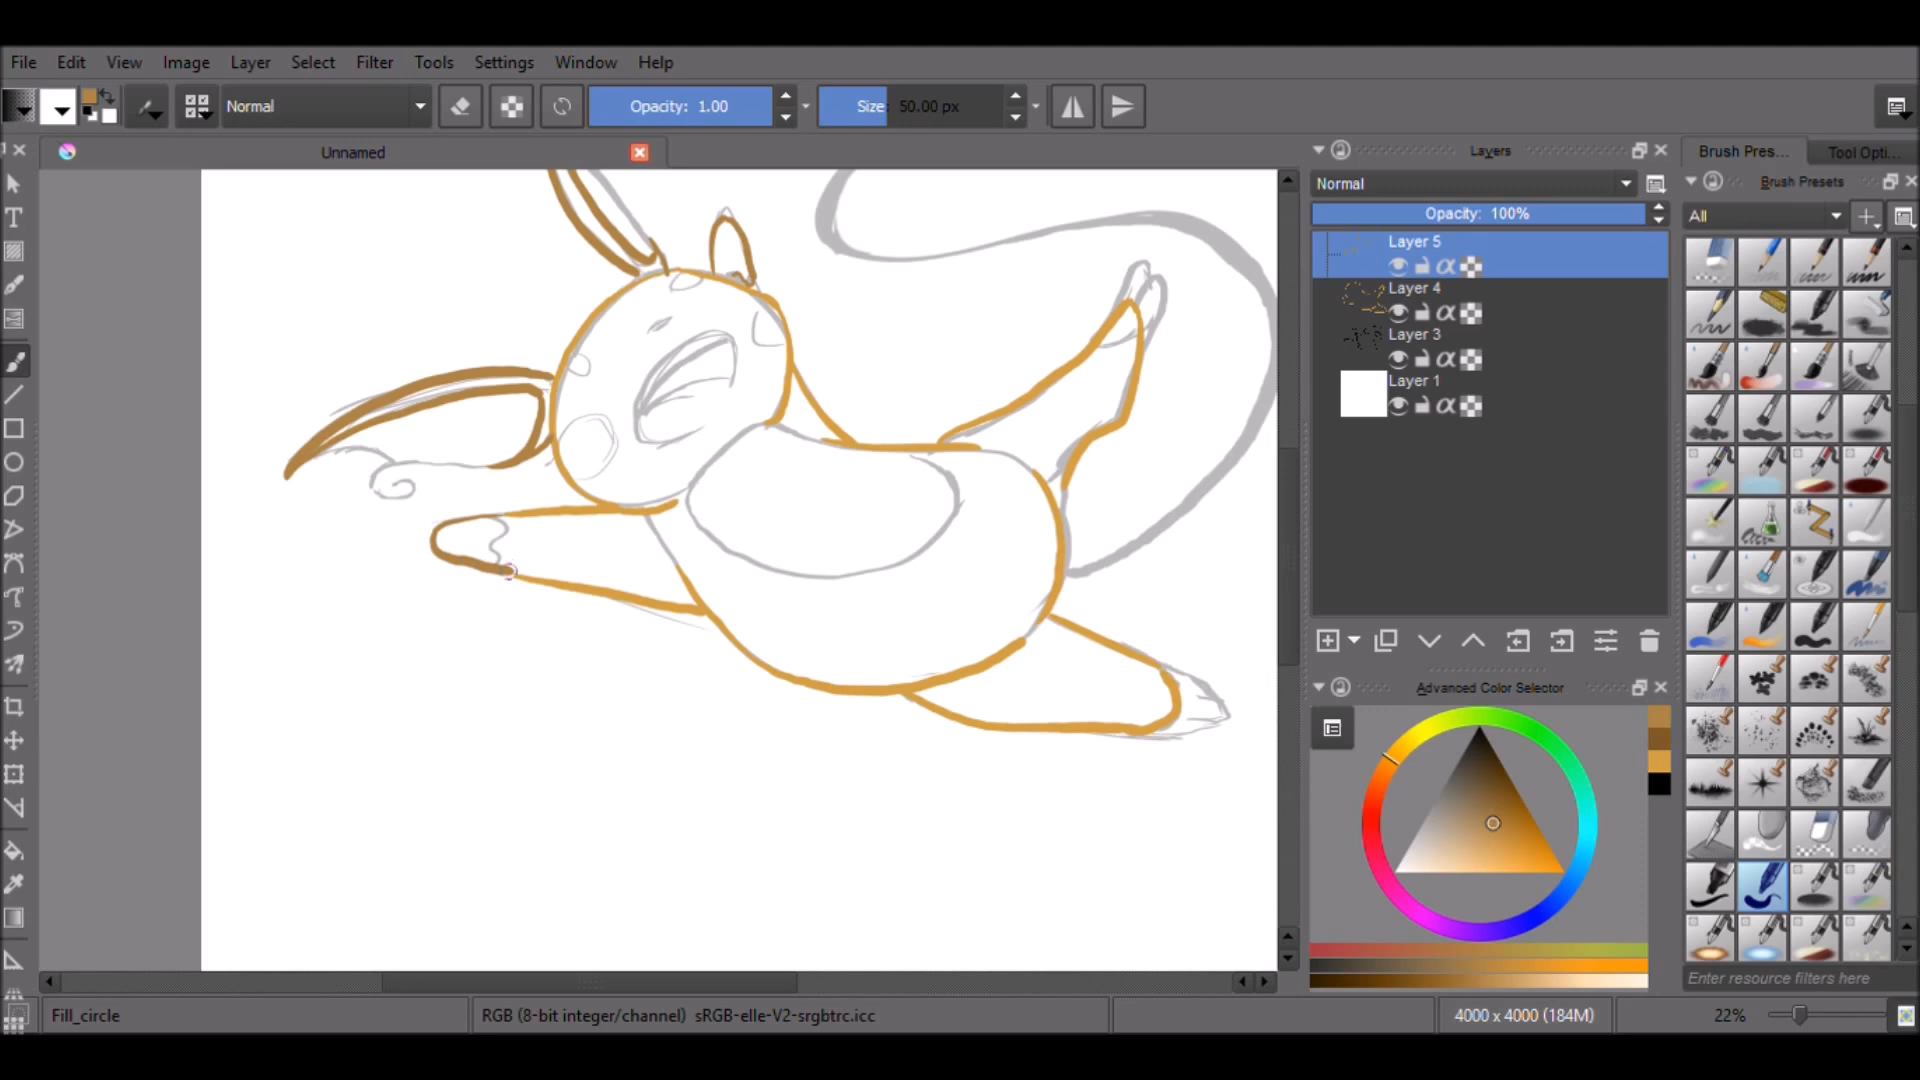 File Edit View Image Layer Select Filter Tools Settings Window Help
Normal Opacity: 1.00 Size: 50.00 px
Unnamed
Layers
Brush Pres... Tool Opti...
Normal
Brush Presets
Opacity: 100%
All
Layer 5
Layer 4
Layer 3
Layer 1
Advanced Color Selector
Enter resource filters here
Fill_circle RGB (8-bit integer/channel) sRGB-elle-V2-srgbtrc.icc 4000 x 4000 (184M) 22%